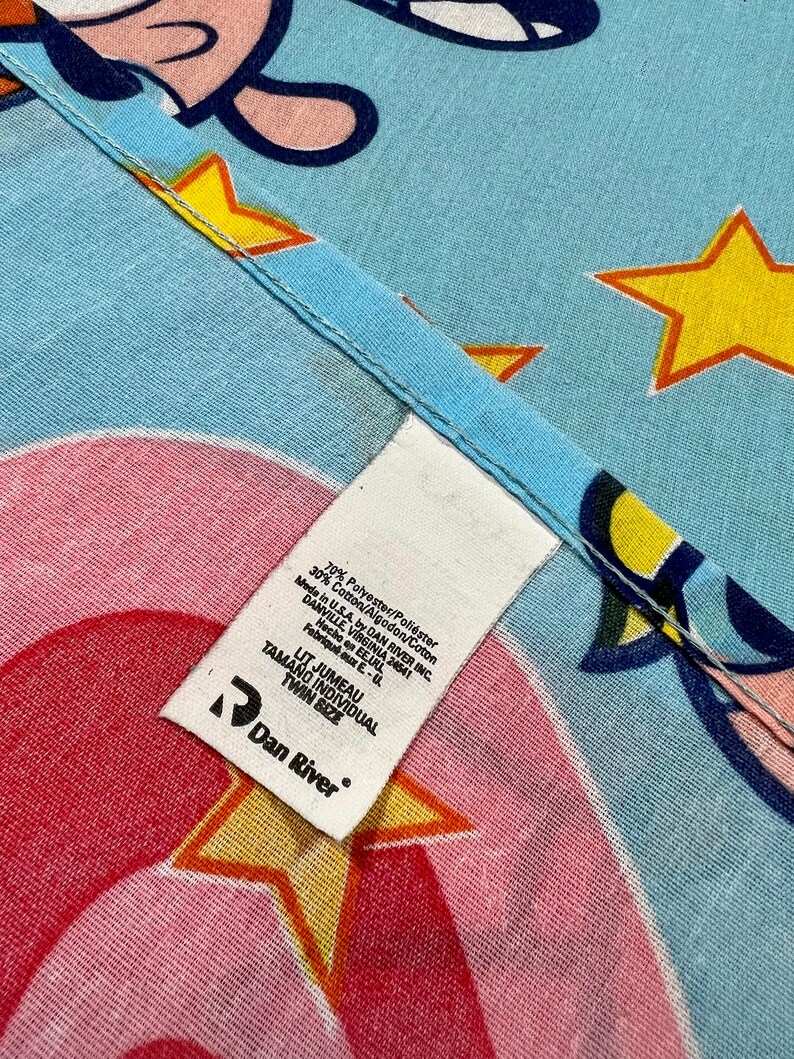 70% Polyester/Poliéster
30% Cotton/Algodon/Coton
Made in U.S.A. by DAN RIVER INC.
DANVILLE, VIRGINIA 24541
Hecho en EE.UU.
Fabriqué aux E. - U.
LIT JUMEAU
TAMAÑO INDIVIDUAL
TWIN SIZE
Dan River®